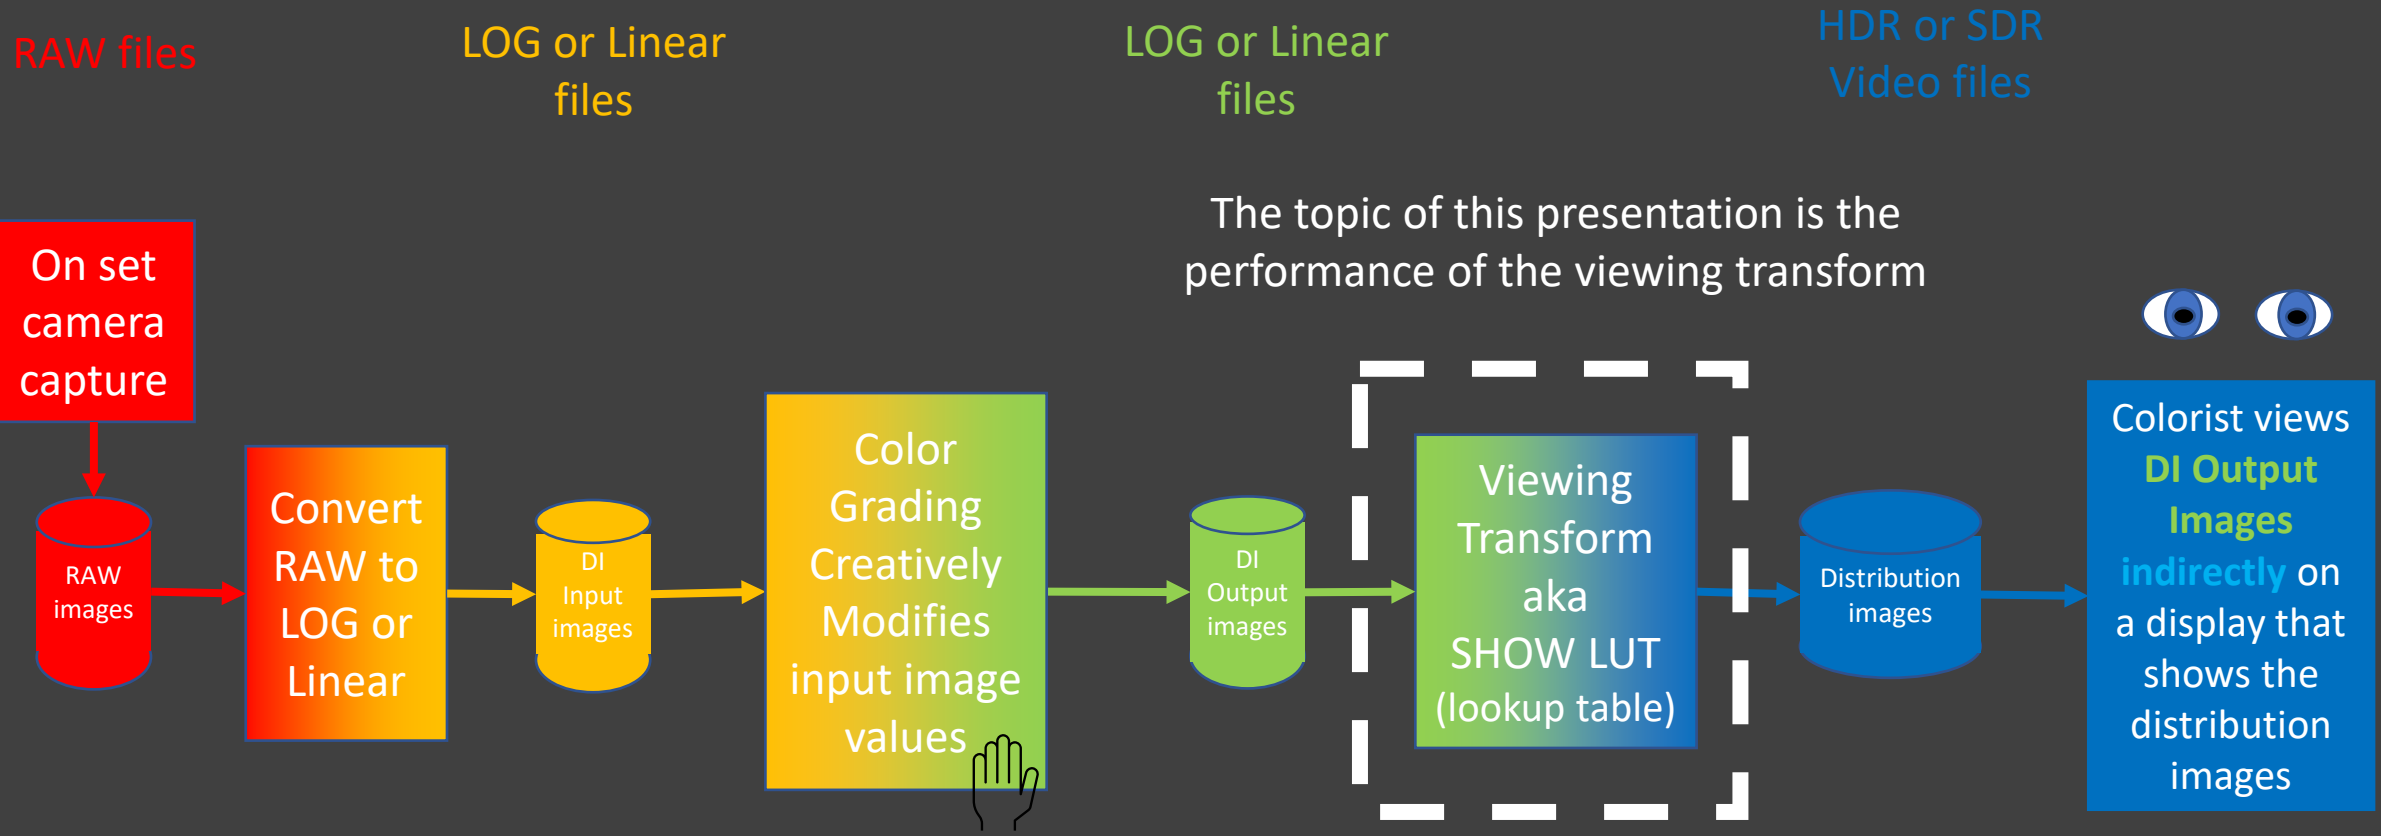 RAW files
LOG or Linear
files
LOG or Linear
files
HDR or SDR
Video files
The topic of this presentation is the
performance of the viewing transform
On set
camera
capture
RAW
images
Convert
RAW to
LOG or
Linear
DI
Input
images
Color
Grading
Creatively
Modifies
input image
values
DI
Output
images
Viewing
Transform
aka
SHOW LUT
(lookup table)
Distribution
images
Colorist views
DI Output
Images
indirectly on
a display that
shows the
distribution
images